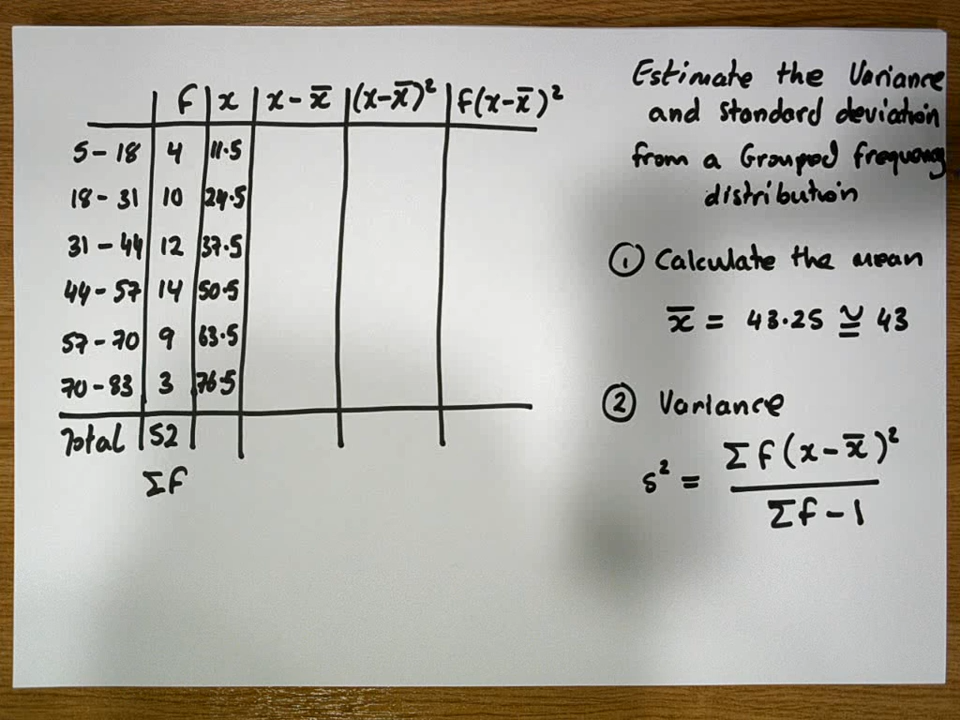 F | x | x - x̄ | (x-x̄)² | F(x-x̄)²
5 - 18 | 4 | 11.5
18 - 31 | 10 | 24.5
31 - 44 | 12 | 37.5
44 - 57 | 14 | 50.5
57 - 70 | 9 | 63.5
70 - 83 | 3 | 76.5
Total | 52
ΣF
Estimate the Variance
and standard deviation
from a Grouped frequency
distribution
① Calculate the mean
x̄ = 43.25 ≅ 43
② Variance
s² = ΣF(x-x̄)² / ΣF-1